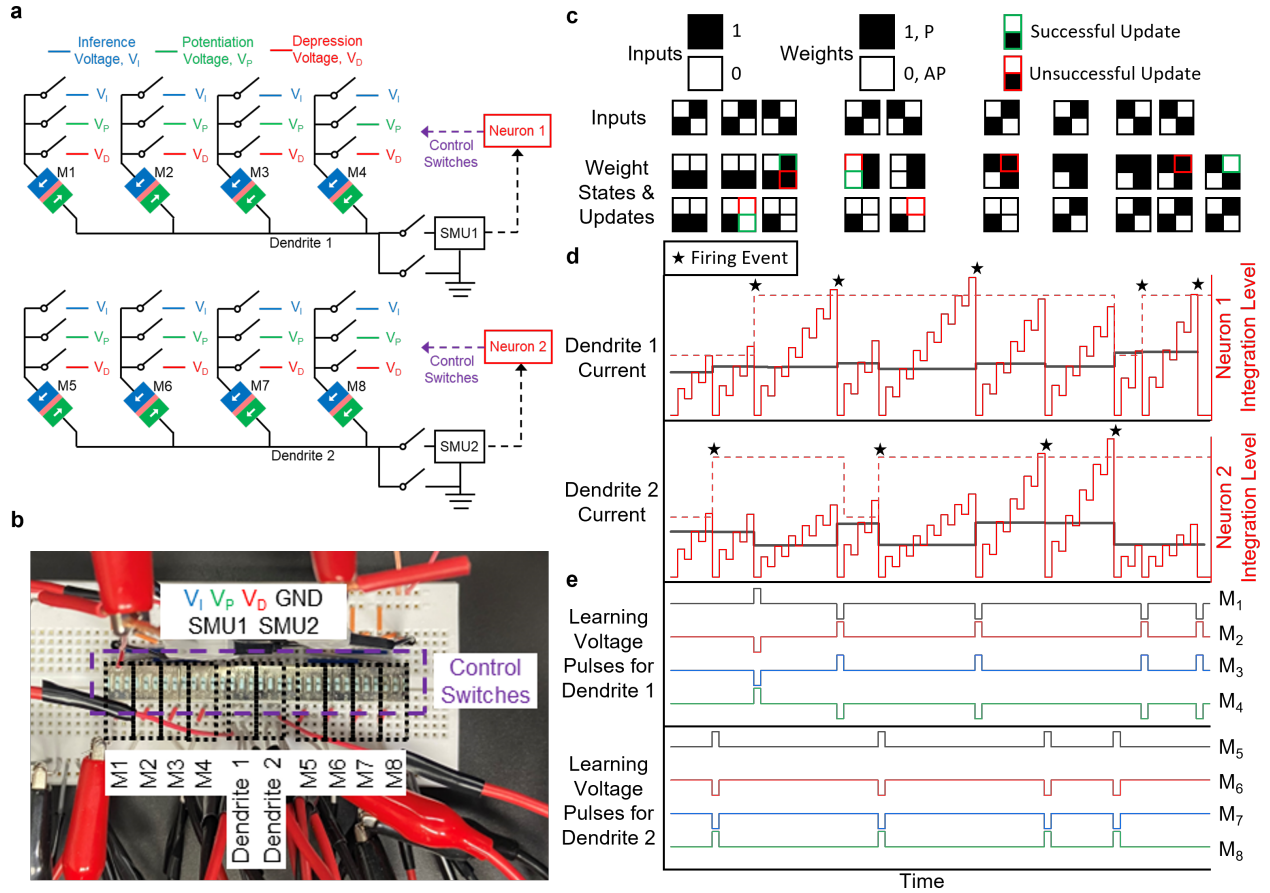 a
Inference Voltage, VI
Potentiation Voltage, VP
Depression Voltage, VD
VI VI VI VI
VP VP VP VP
VD VD VD VD
M1 M2 M3 M4
Neuron 1
Control Switches
SMU1
Dendrite 1
VI VI VI VI
VP VP VP VP
VD VD VD VD
M5 M6 M7 M8
Neuron 2
Control Switches
SMU2
Dendrite 2
b
VI VP VD GND
SMU1 SMU2
Control
Switches
M1
M2
M3
M4
Dendrite 1
Dendrite 2
M5
M6
M7
M8
c
Inputs
1
0
Weights
1, P
0, AP
Successful Update
Unsuccessful Update
Inputs
Weight
States &
Updates
d
★ Firing Event
Dendrite 1
Current
Neuron 1
Integration Level
Dendrite 2
Current
Neuron 2
Integration Level
e
Learning
Voltage
Pulses for
Dendrite 1
M1
M2
M3
M4
Learning
Voltage
Pulses for
Dendrite 2
M5
M6
M7
M8
Time